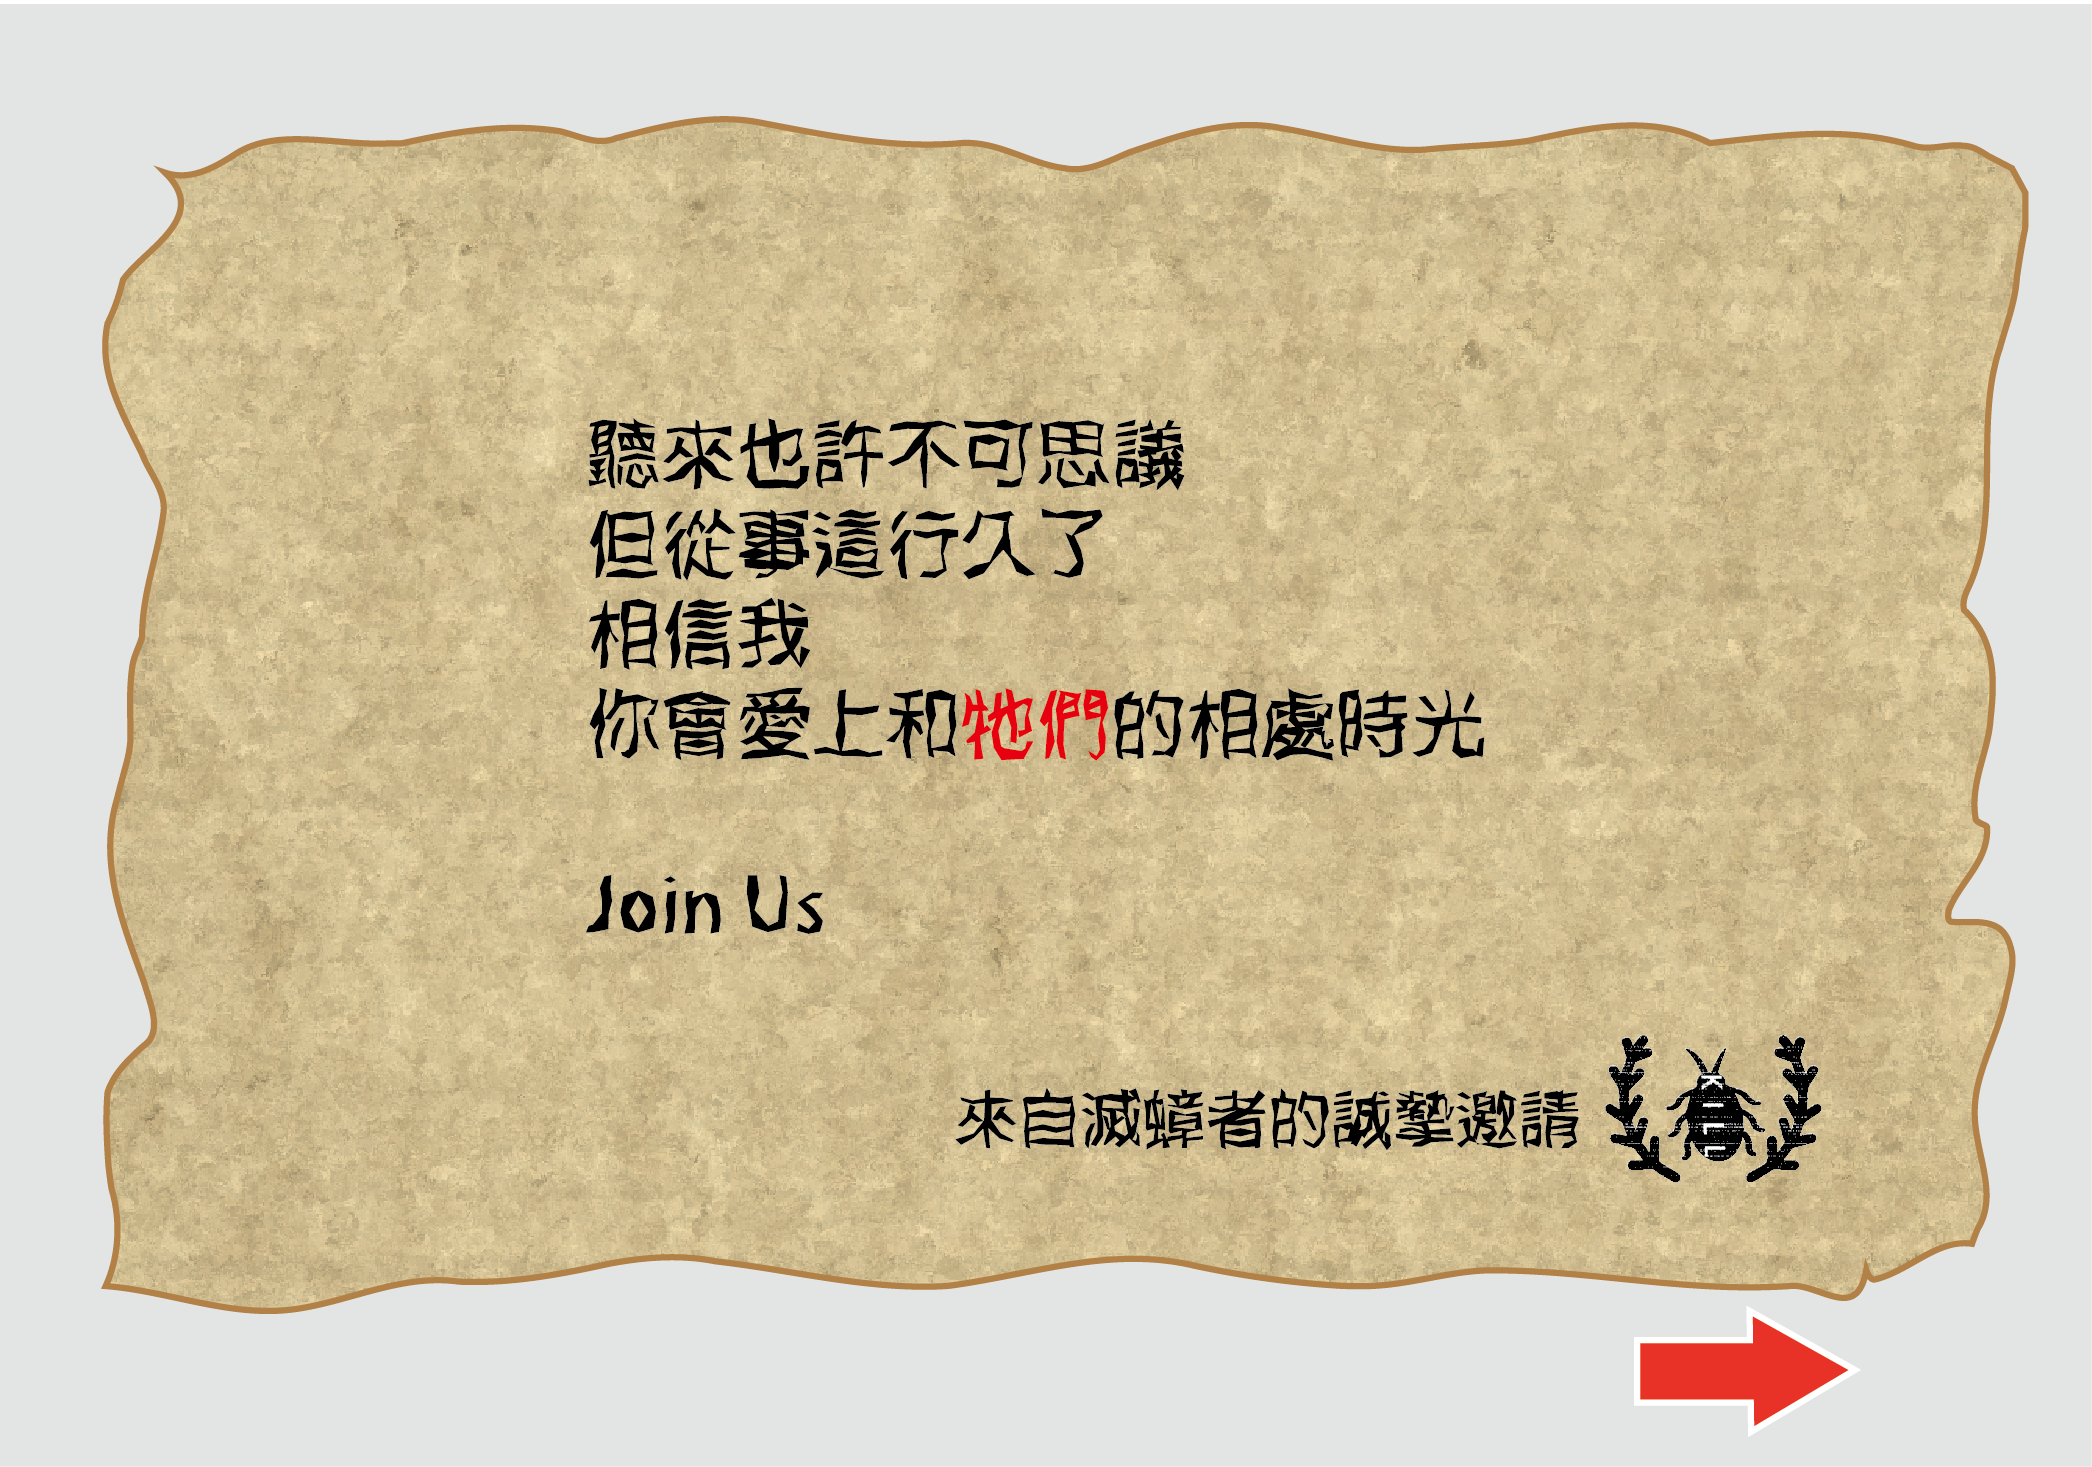 聽來也許不可思議
但從事這行久了
相信我
你會愛上和牠們的相處時光
Join Us
來自滅蟑者的誠摯邀請
KILL